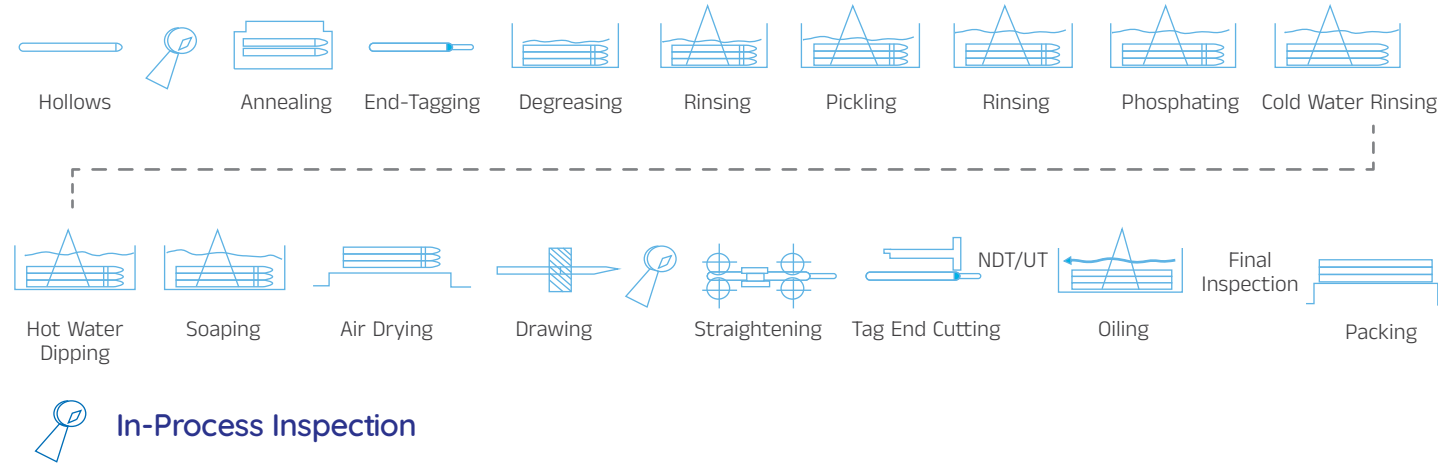 Hollows
Annealing
End-Tagging
Degreasing
Rinsing
Pickling
Rinsing
Phosphating
Cold Water Rinsing
Hot Water
Dipping
Soaping
Air Drying
Drawing
Straightening
Tag End Cutting
NDT/UT
Oiling
Final
Inspection
Packing
In-Process Inspection